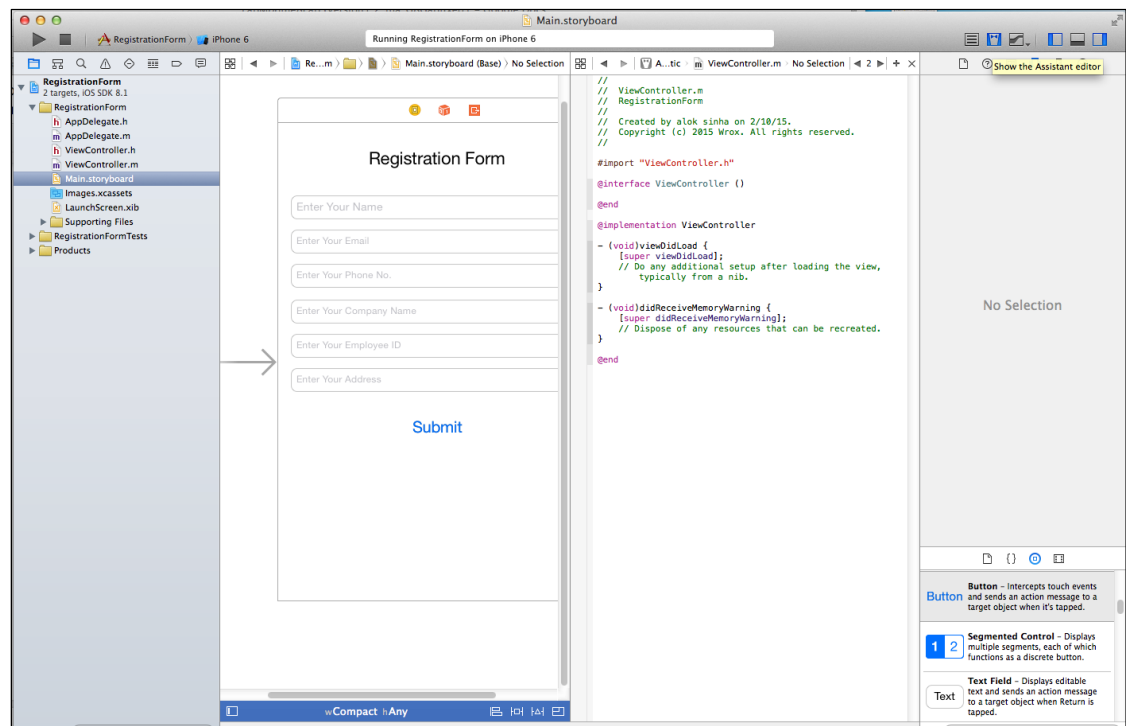 Main.storyboard
RegistrationForm
iPhone 6
Running RegistrationForm on iPhone 6
Re...m
Main.storyboard (Base)
No Selection
A...tic
ViewController.m
No Selection
2
Show the Assistant editor
RegistrationForm
2 targets, iOS SDK 8.1
RegistrationForm
h AppDelegate.h
m AppDelegate.m
h ViewController.h
m ViewController.m
Main.storyboard
Images.xcassets
LaunchScreen.xib
Supporting Files
RegistrationFormTests
Products
Registration Form
Enter Your Name
Enter Your Email
Enter Your Phone No.
Enter Your Company Name
Enter Your Employee ID
Enter Your Address
Submit
wCompact hAny
//
// ViewController.m
// RegistrationForm
//
// Created by alok sinha on 2/10/15.
// Copyright (c) 2015 Wrox. All rights reserved.
//
#import "ViewController.h"
@interface ViewController ()
@end
@implementation ViewController
- (void)viewDidLoad {
[super viewDidLoad];
// Do any additional setup after loading the view,
typically from a nib.
}
- (void)didReceiveMemoryWarning {
[super didReceiveMemoryWarning];
// Dispose of any resources that can be recreated.
}
@end
No Selection
{}
Button
Button - Intercepts touch events
and sends an action message to a
target object when it's tapped.
1 2
Segmented Control - Displays
multiple segments, each of which
functions as a discrete button.
Text
Text Field - Displays editable
text and sends an action message
to a target object when Return is
tapped.